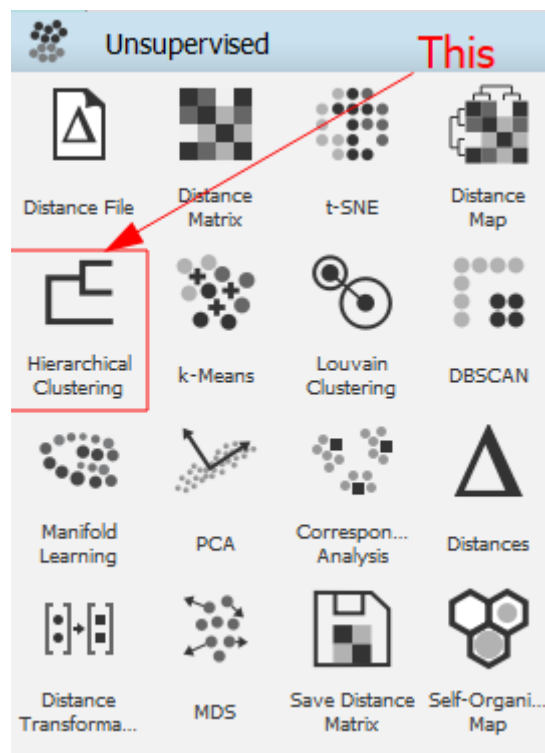 Unsupervised
This
Distance File
Distance
Matrix
t-SNE
Distance
Map
Hierarchical
Clustering
k-Means
Louvain
Clustering
DBSCAN
Manifold
Learning
PCA
Correspon...
Analysis
Distances
Distance
Transforma...
MDS
Save Distance
Matrix
Self-Organi...
Map